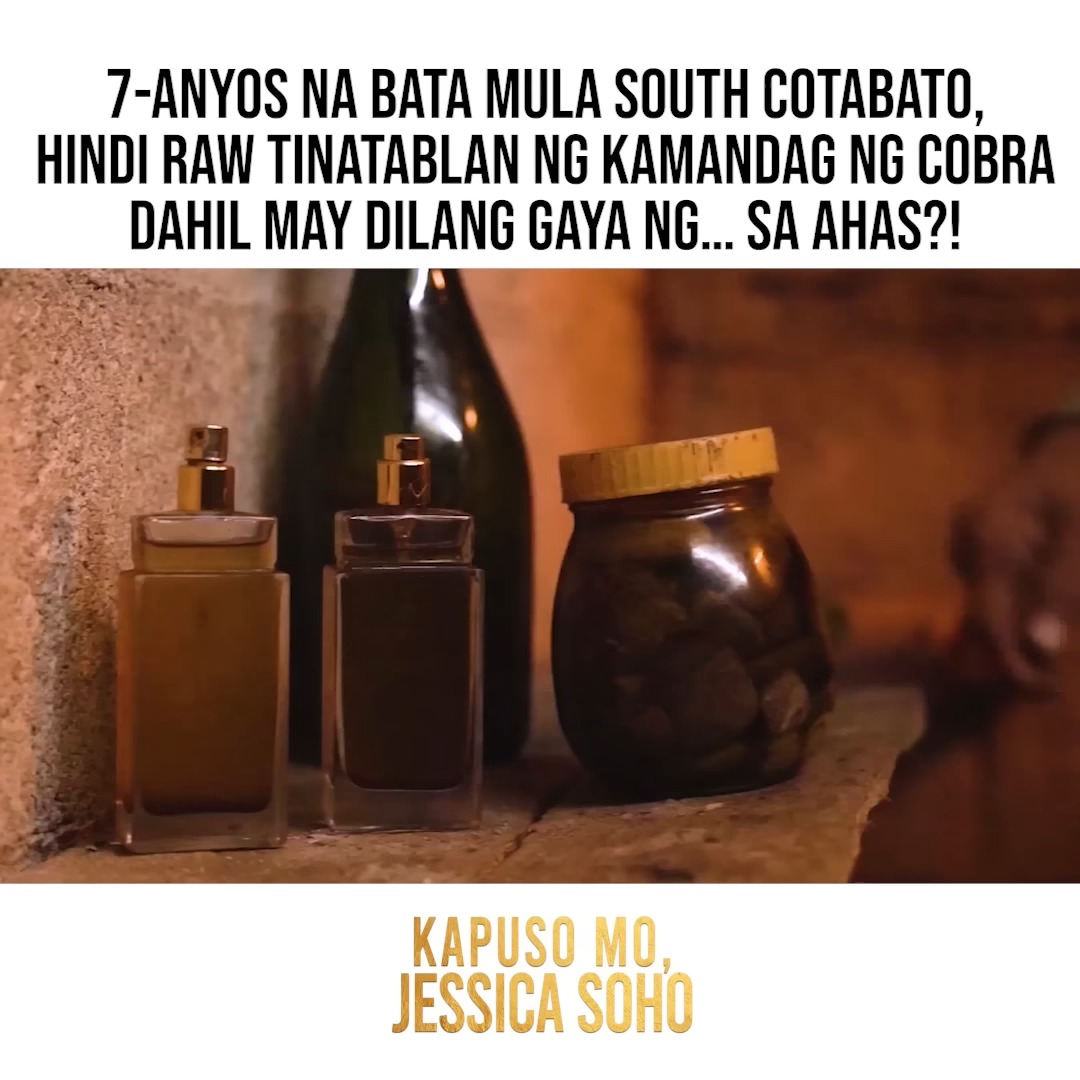 7-ANYOS NA BATA MULA SOUTH COTABATO,
HINDI RAW TINATABLAN NG KAMANDAG NG COBRA
DAHIL MAY DILANG GAYA NG... SA AHAS?!
KAPUSO MO,
JESSICA SOHO